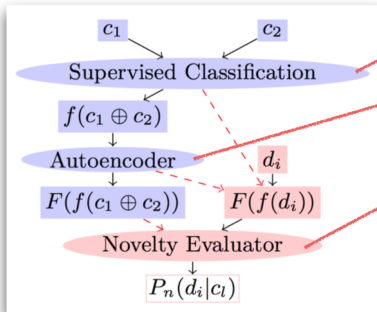 c₁ c₂
Supervised Classification
f(c₁ ⊕ c₂)
Autoencoder dᵢ
F(f(c₁ ⊕ c₂)) F(f(dᵢ))
Novelty Evaluator
Pₙ(dᵢ|cₗ)